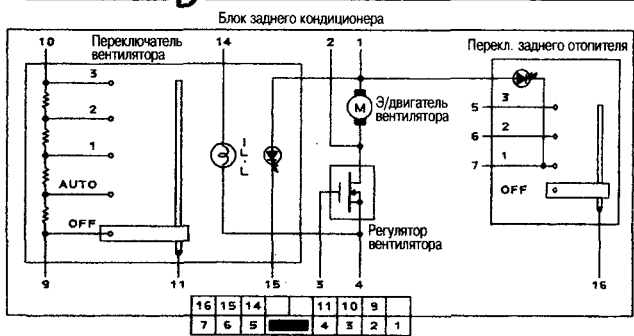 Блок заднего кондиционера
10 Переключатель вентилятора 14 2 1 Перекл. заднего отопителя
3
2
1
AUTO
OFF
ILL.
M
Э/двигатель вентилятора
Регулятор вентилятора
5 3
6 2
7 1
OFF
9 11 15 3 4 16
16 15 14 11 10 9
7 6 5 4 3 2 1